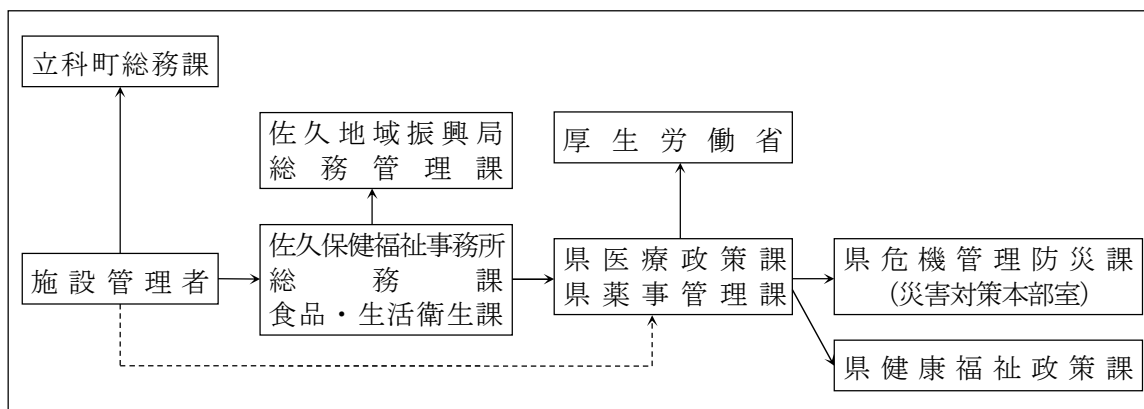 立科町総務課
佐久地域振興局
総務管理課
厚生労働省
施設管理者
佐久保健福祉事務所
総務課
食品・生活衛生課
県医療政策課
県薬事管理課
県危機管理防災課
（災害対策本部室）
県健康福祉政策課